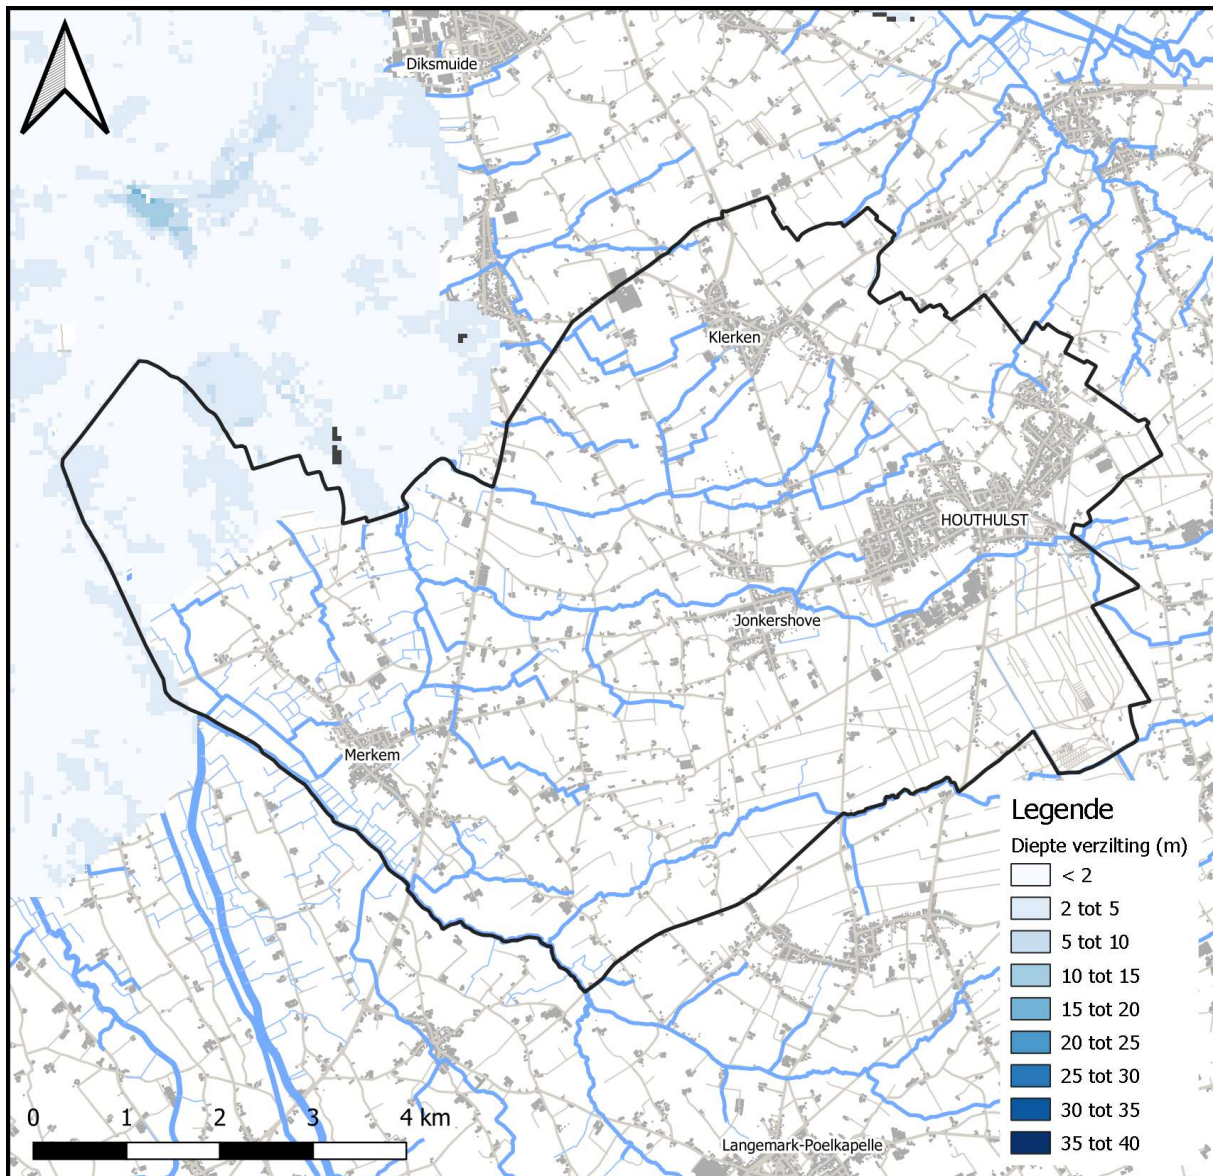 Diksmuide
Klerken
HOUTHULST
Jonkershove
Merkem
Langemark-Poelkapelle
Legende
Diepte verzilting (m)
< 2
2 tot 5
5 tot 10
10 tot 15
15 tot 20
20 tot 25
25 tot 30
30 tot 35
35 tot 40
0 1 2 3 4 km